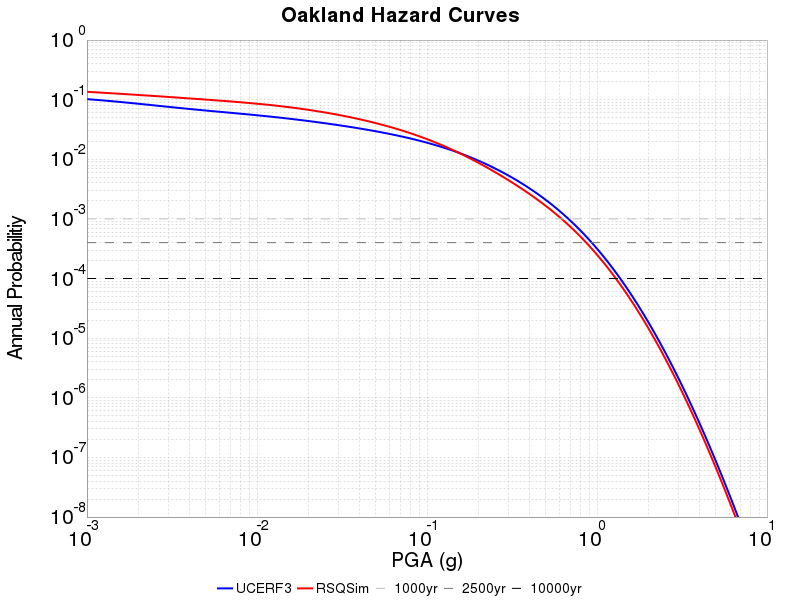 Oakland Hazard Curves
10^0
10^-1
10^-2
10^-3
10^-4
10^-5
10^-6
10^-7
10^-8
Annual Probabilitiy
10^-3 10^-2 10^-1 10^0 10^1
PGA (g)
UCERF3 RSQSim 1000yr 2500yr 10000yr